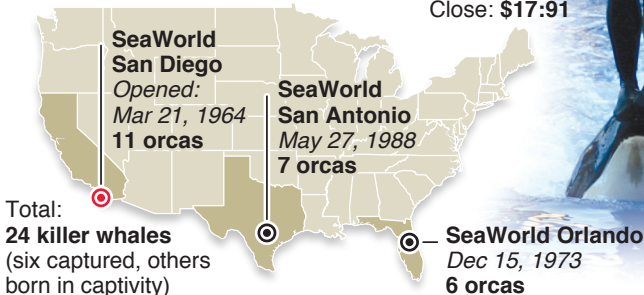 Close: $17:91
SeaWorld
San Diego
Opened:
Mar 21, 1964
11 orcas
SeaWorld
San Antonio
May 27, 1988
7 orcas
Total:
24 killer whales
(six captured, others
born in captivity)
SeaWorld Orlando
Dec 15, 1973
6 orcas